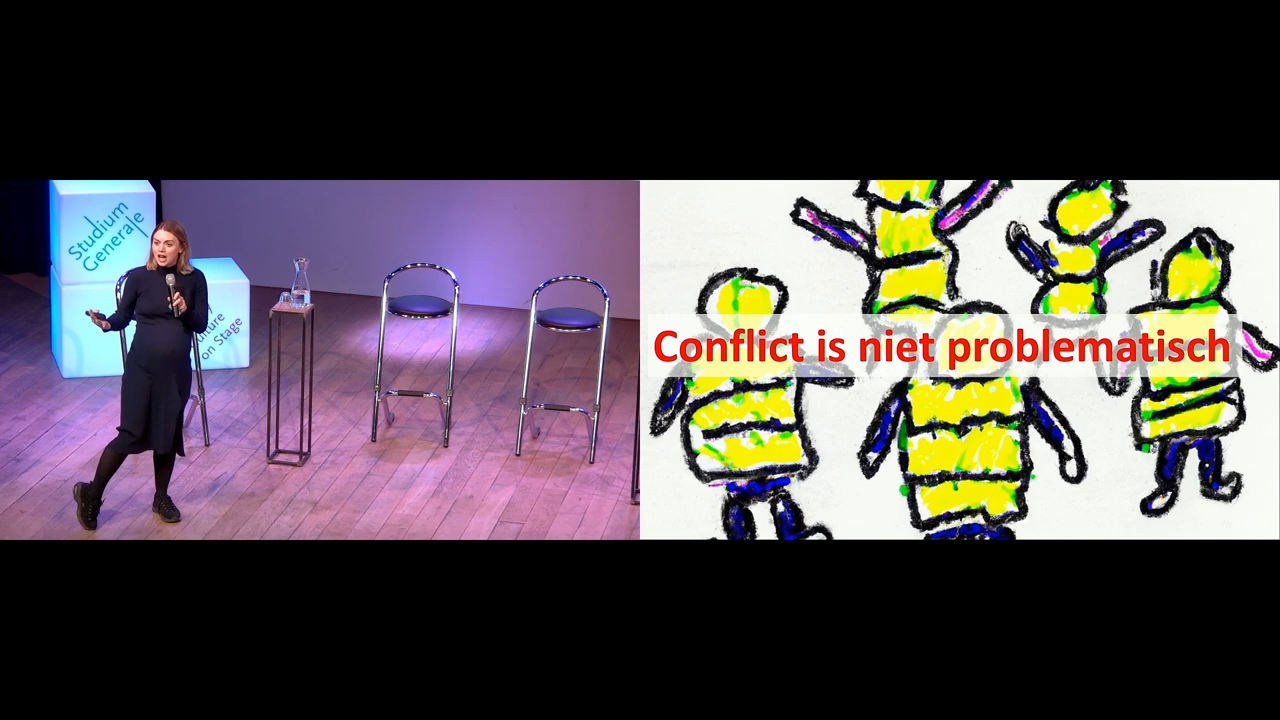 Studium
Generale
on Stage
Conflict is niet problematisch